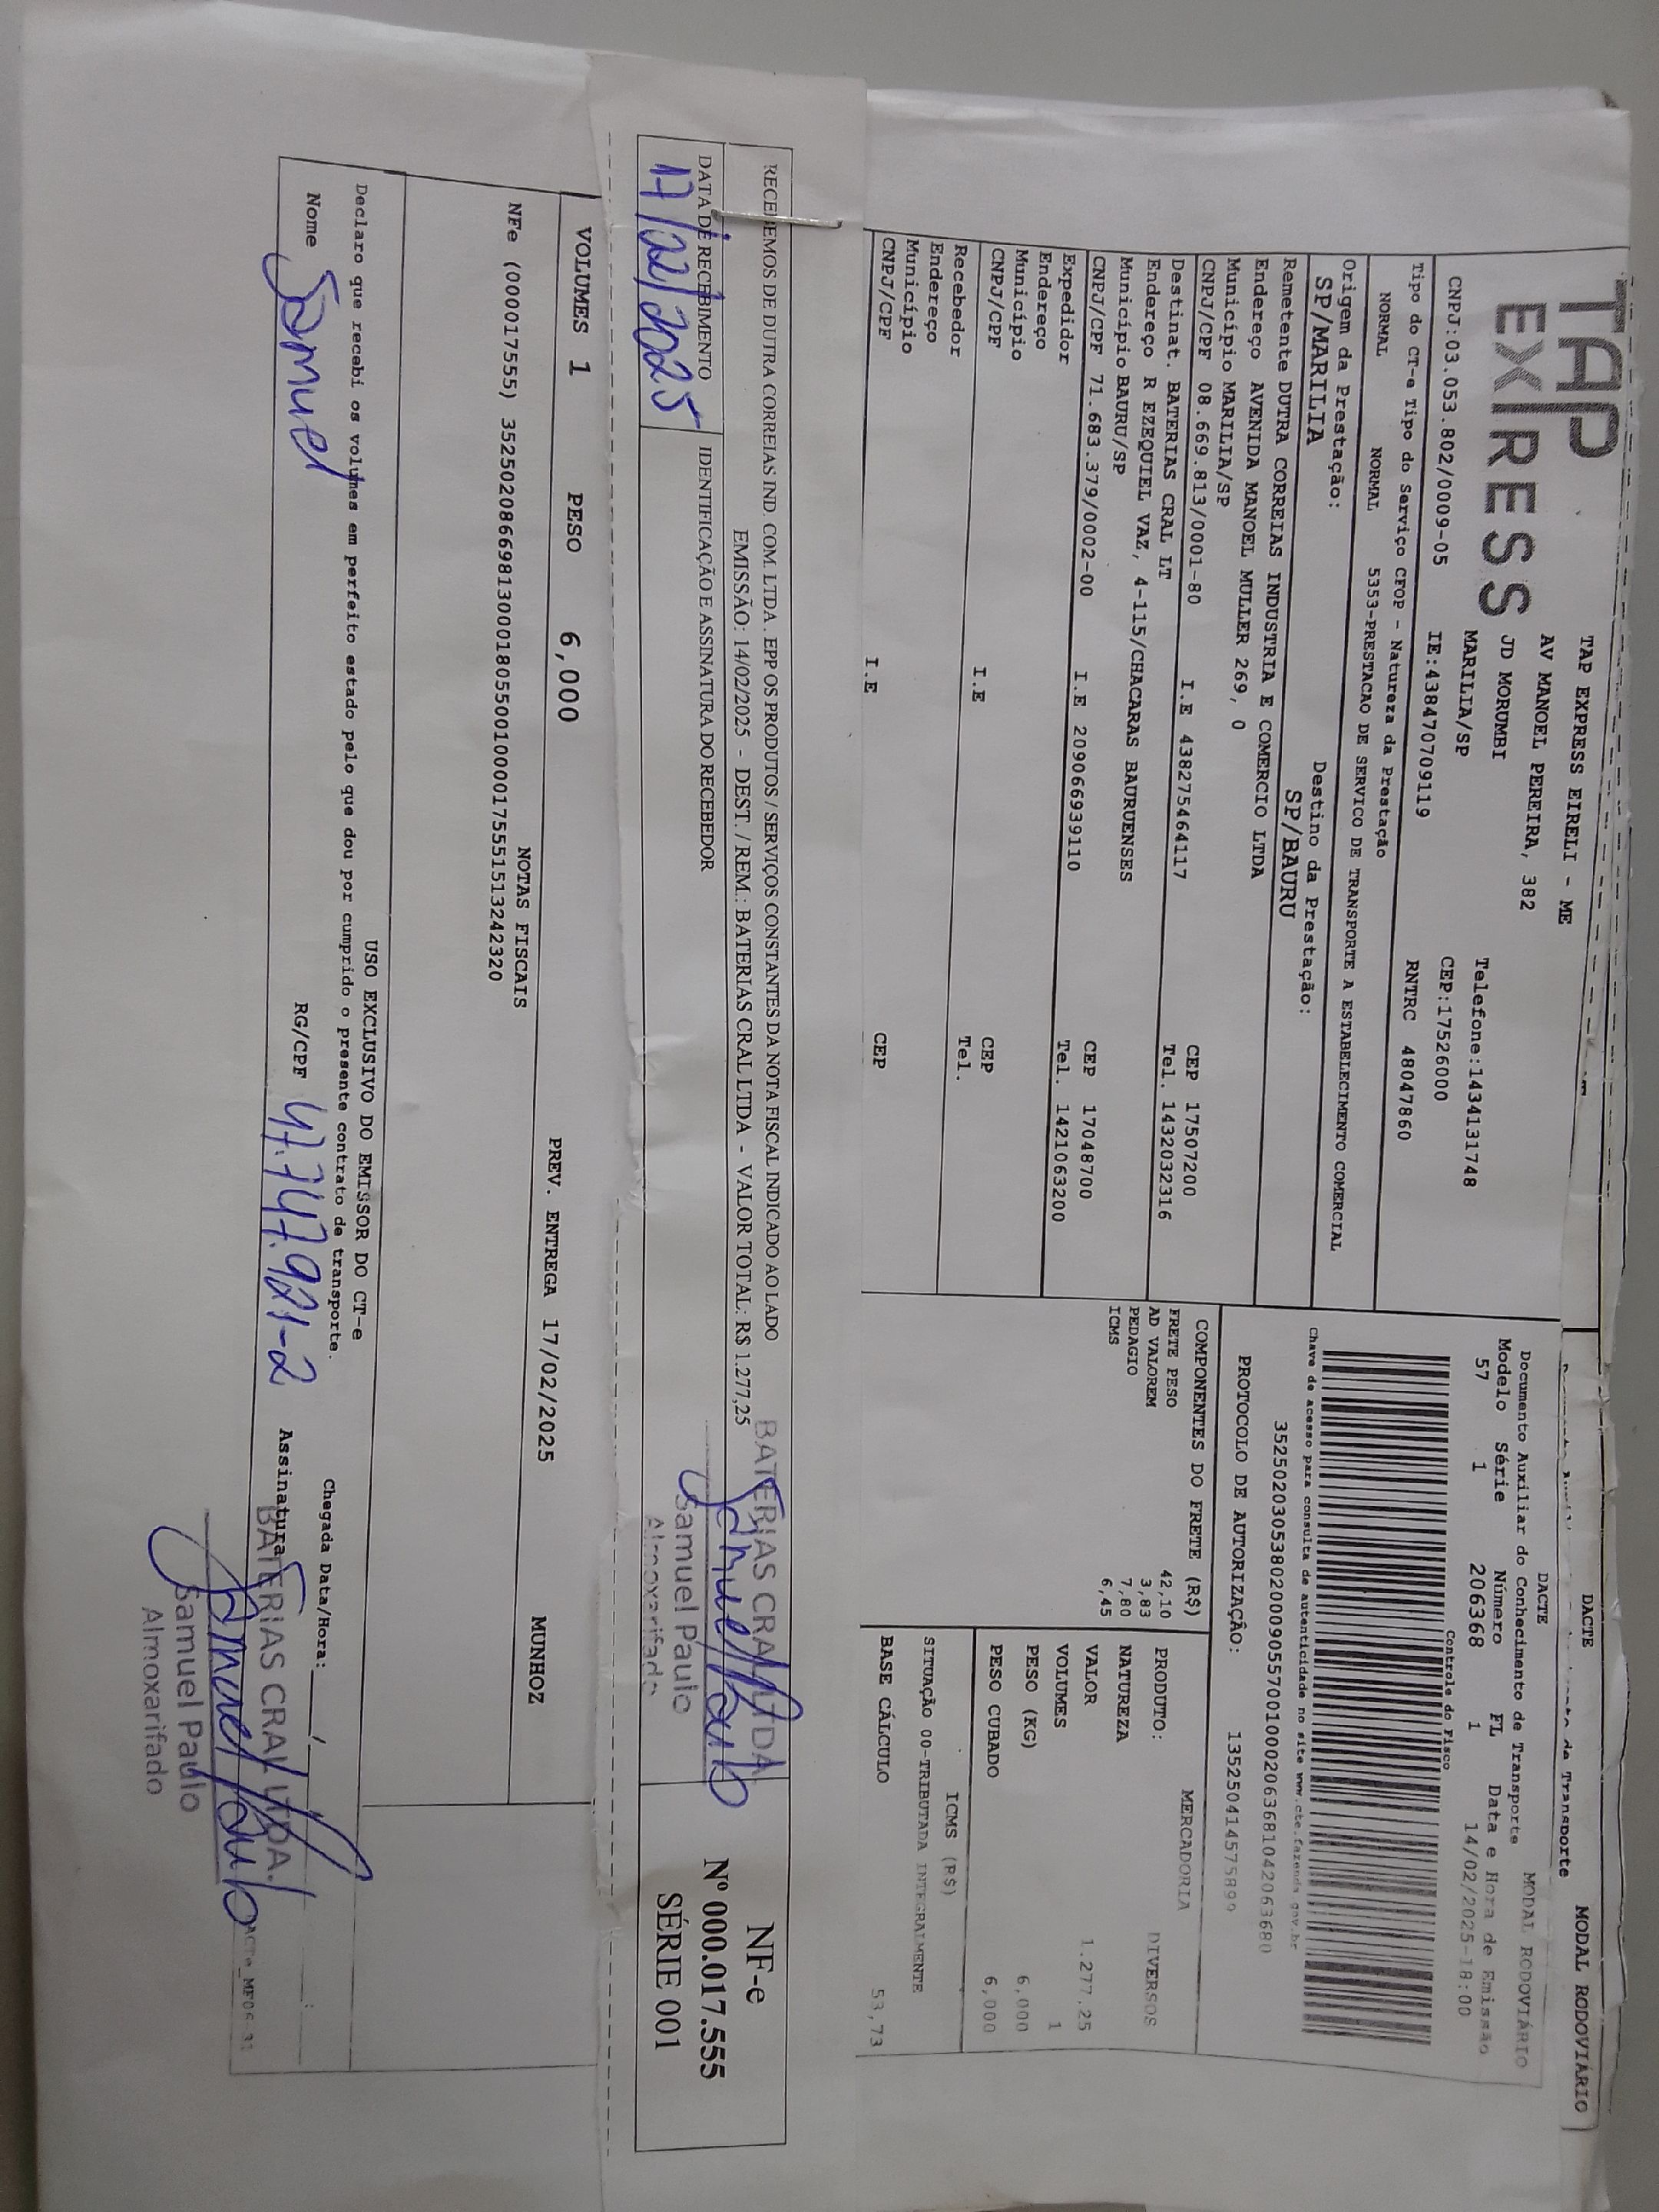 TAP EXPRESS
TAP EXPRESS EIRELI - ME
AV MANOEL PEREIRA, 382
JD MORUMBI
MARILIA/SP
Telefone:1434131748
CEP:17526000
CNPJ:03.053.802/0009-05 IE:438470709119 RNTRC 48047860
DACTE MODAL RODOVIÁRIO
de Transporte
DACTE MODAL RODOVIÁRIO
Documento Auxiliar do Conhecimento de Transporte
Modelo Série Número FL Data e Hora de Emissão
57 1 206368 1 14/02/2025-18:00
Controle do Fisco
Tipo do CT-e Tipo do Serviço CFOP - Natureza da Prestação
NORMAL NORMAL 5353-PRESTACAO DE SERVICO DE TRANSPORTE A ESTABELECIMENTO COMERCIAL
Chave de acesso para consulta de autenticidade no site www.cte.fazenda.gov.br
35250203053802000905570010002063681042063680
Origem da Prestação: Destino da Prestação:
SP/MARILIA SP/BAURU
PROTOCOLO DE AUTORIZAÇÃO: 135250414575899
Remetente DUTRA CORREIAS INDUSTRIA E COMERCIO LTDA
Endereço AVENIDA MANOEL MULLER 269, 0
Município MARILIA/SP CEP 17507200
CNPJ/CPF 08.669.813/0001-80 I.E 438275464117 Tel. 1432032316
Destinat. BATERIAS CRAL LT
Endereço R EZEQUIEL VAZ, 4-115/CHACARAS BAURUENSES
Município BAURU/SP CEP 17048700
CNPJ/CPF 71.683.379/0002-00 I.E 209066939110 Tel. 1421063200
Expedidor
Endereço
Município CEP
CNPJ/CPF I.E Tel.
Recebedor
Endereço
Município CEP
CNPJ/CPF I.E
COMPONENTES DO FRETE (R$)
FRETE PESO 42,10
AD VALOREM 3,83
PEDAGIO 7,80
ICMS 6,45
MERCADORIA
PRODUTO: DIVERSOS
NATUREZA
VALOR 1.277,25
VOLUMES 1
PESO (KG) 6,000
PESO CUBADO 6,000
ICMS (R$)
SITUAÇÃO 00-TRIBUTADA INTEGRALMENTE
BASE CÁLCULO 53,73
RECEBEMOS DE DUTRA CORREIAS IND. COM. LTDA . EPP OS PRODUTOS / SERVIÇOS CONSTANTES DA NOTA FISCAL INDICADO AO LADO
EMISSÃO: 14/02/2025 - DEST. / REM.: BATERIAS CRAL LTDA - VALOR TOTAL: R$ 1.277,25
DATA DE RECEBIMENTO IDENTIFICAÇÃO E ASSINATURA DO RECEBEDOR
17/02/2025
BATERIAS CRAL LTDA.
Samuel Paulo
Samuel Paulo
Almoxarifado
NF-e
Nº 000.017.555
SÉRIE 001
VOLUMES 1 PESO 6,000 PREV. ENTREGA 17/02/2025 MUNHOZ
NOTAS FISCAIS
NFe (000017555) 35250208669813000180550010000175551513242320
USO EXCLUSIVO DO EMISSOR DO CT-e
Declaro que recebi os volumes em perfeito estado pelo que dou por cumprido o presente contrato de transporte.
Chegada Data/Hora: / :
Nome Samuel RG/CPF 47.747.921-2 Assinatura
BATERIAS CRAL LTDA.
Samuel Paulo
Samuel Paulo
Almoxarifado